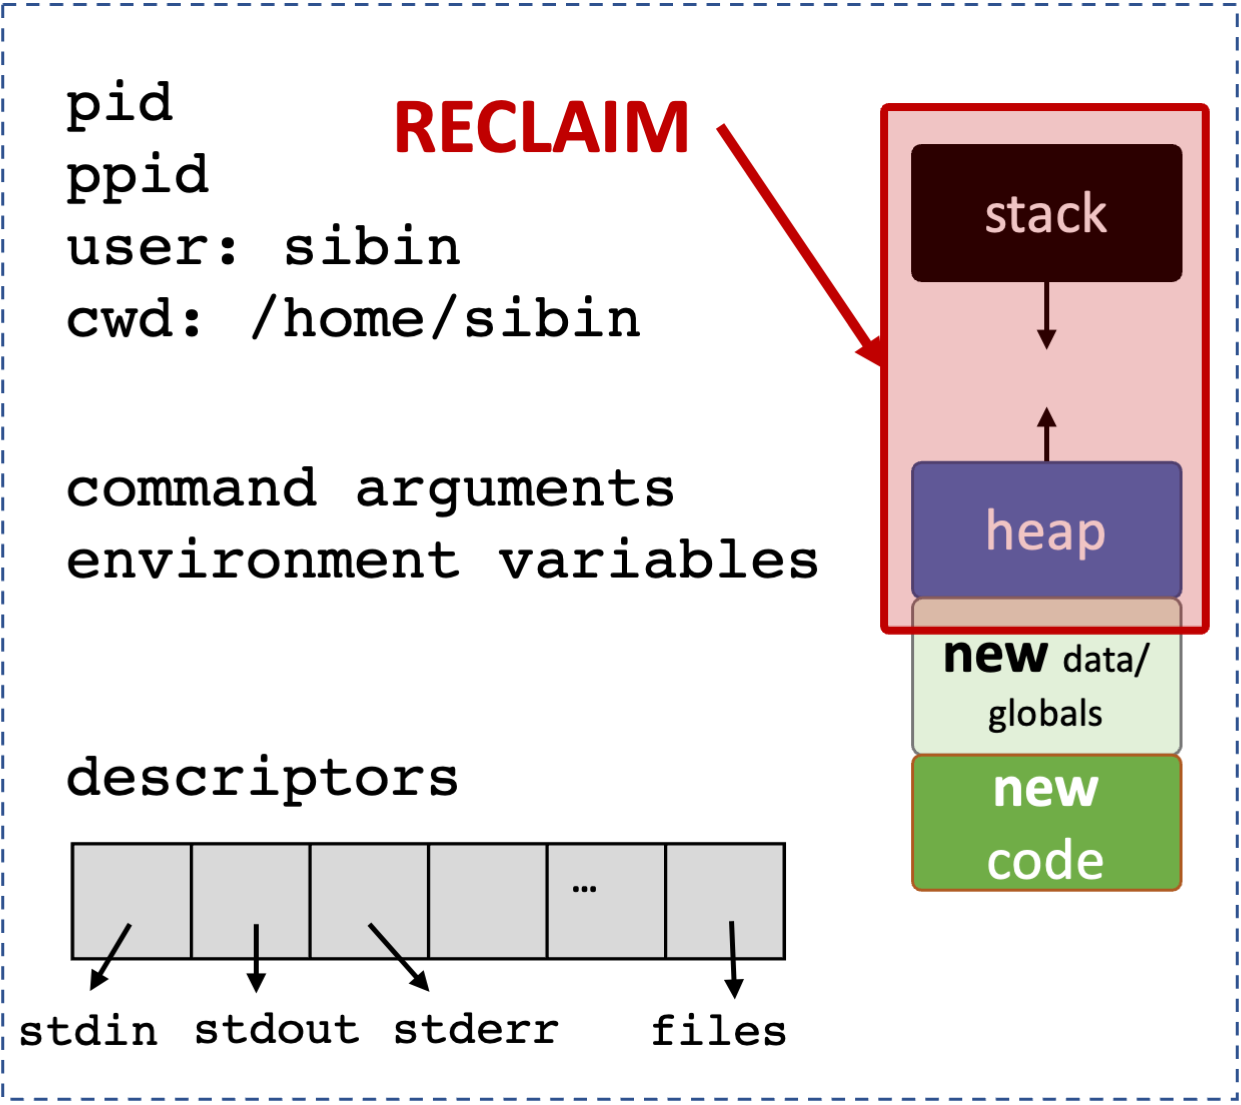 pid
ppid
user: sibin
cwd: /home/sibin
command arguments
environment variables
descriptors
...
stdin stdout stderr files
RECLAIM
stack
heap
new data/
globals
new
code